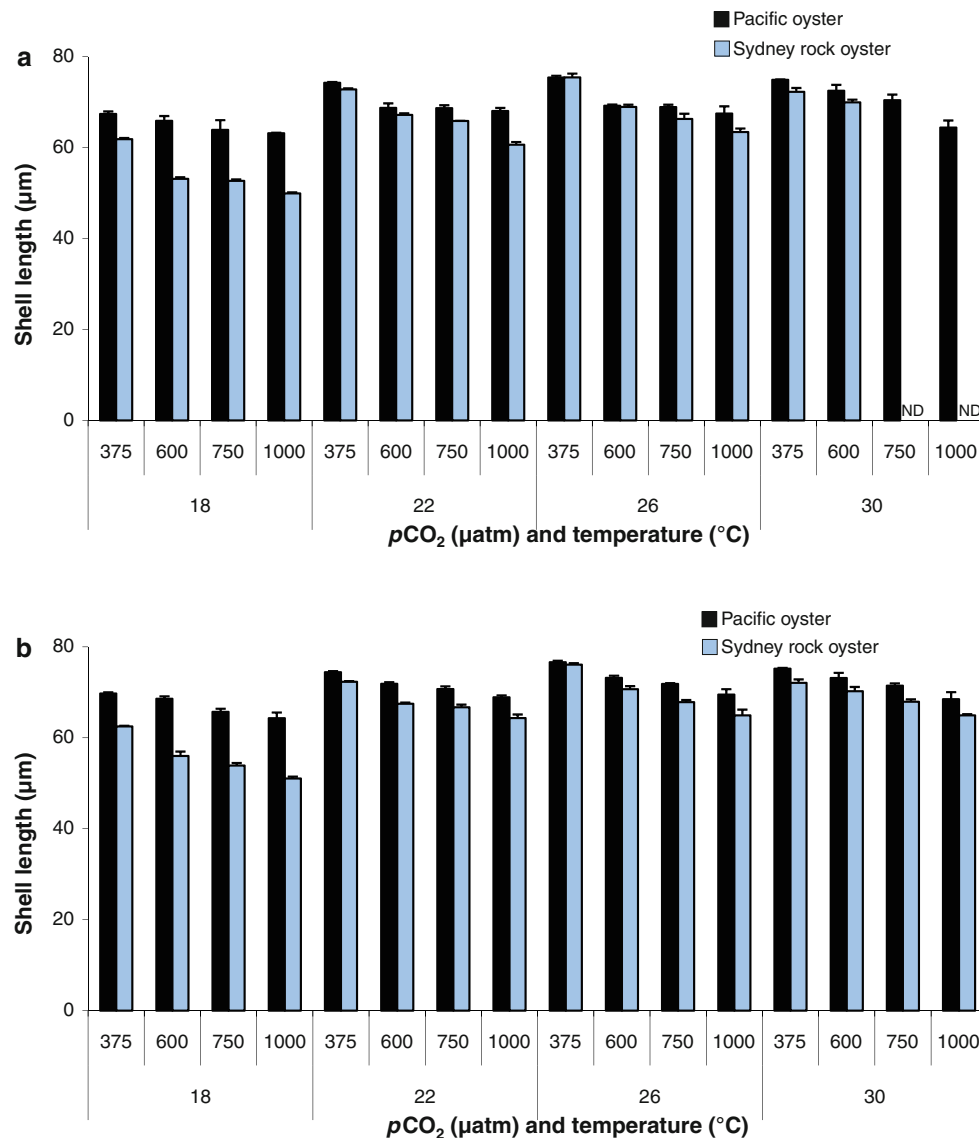 Pacific oyster
Sydney rock oyster
a
80
60
40
20
0
Shell length (µm)
ND
ND
375 600 750 1000 375 600 750 1000 375 600 750 1000 375 600 750 1000
18 22 26 30
pCO₂ (µatm) and temperature (°C)
Pacific oyster
Sydney rock oyster
b
80
60
40
20
0
Shell length (µm)
375 600 750 1000 375 600 750 1000 375 600 750 1000 375 600 750 1000
18 22 26 30
pCO₂ (µatm) and temperature (°C)